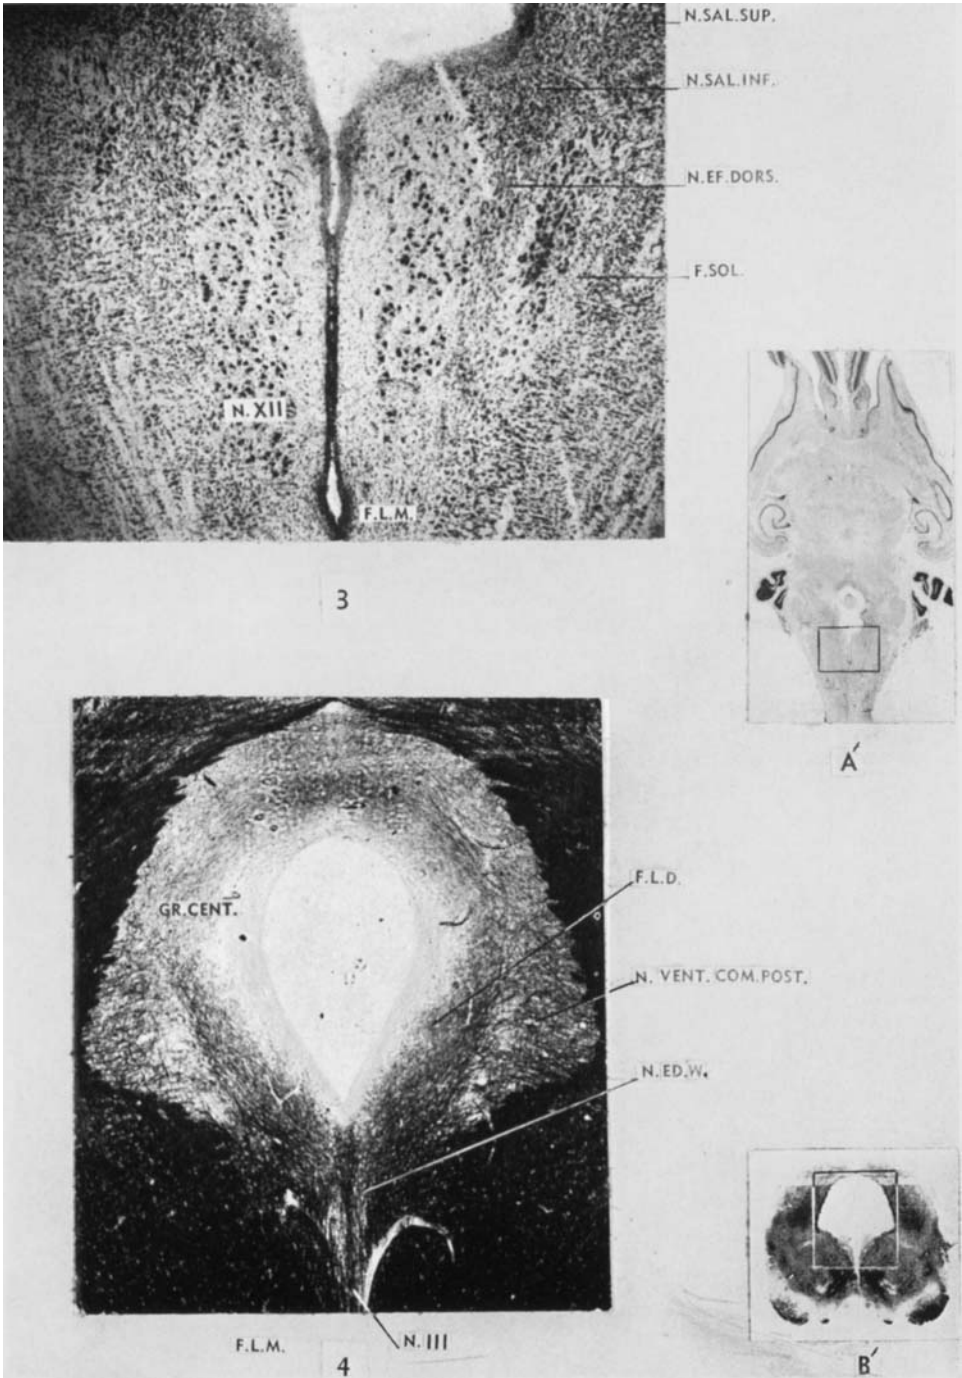 N.SAL.SUP.
N.SAL.INF.
N.EF.DORS.
F.SOL.
N.XII
F.L.M.
3
A′
GR.CENT.
F.L.D.
N. VENT. COM.POST.
N.ED.W.
F.L.M.
N.III
4
B′